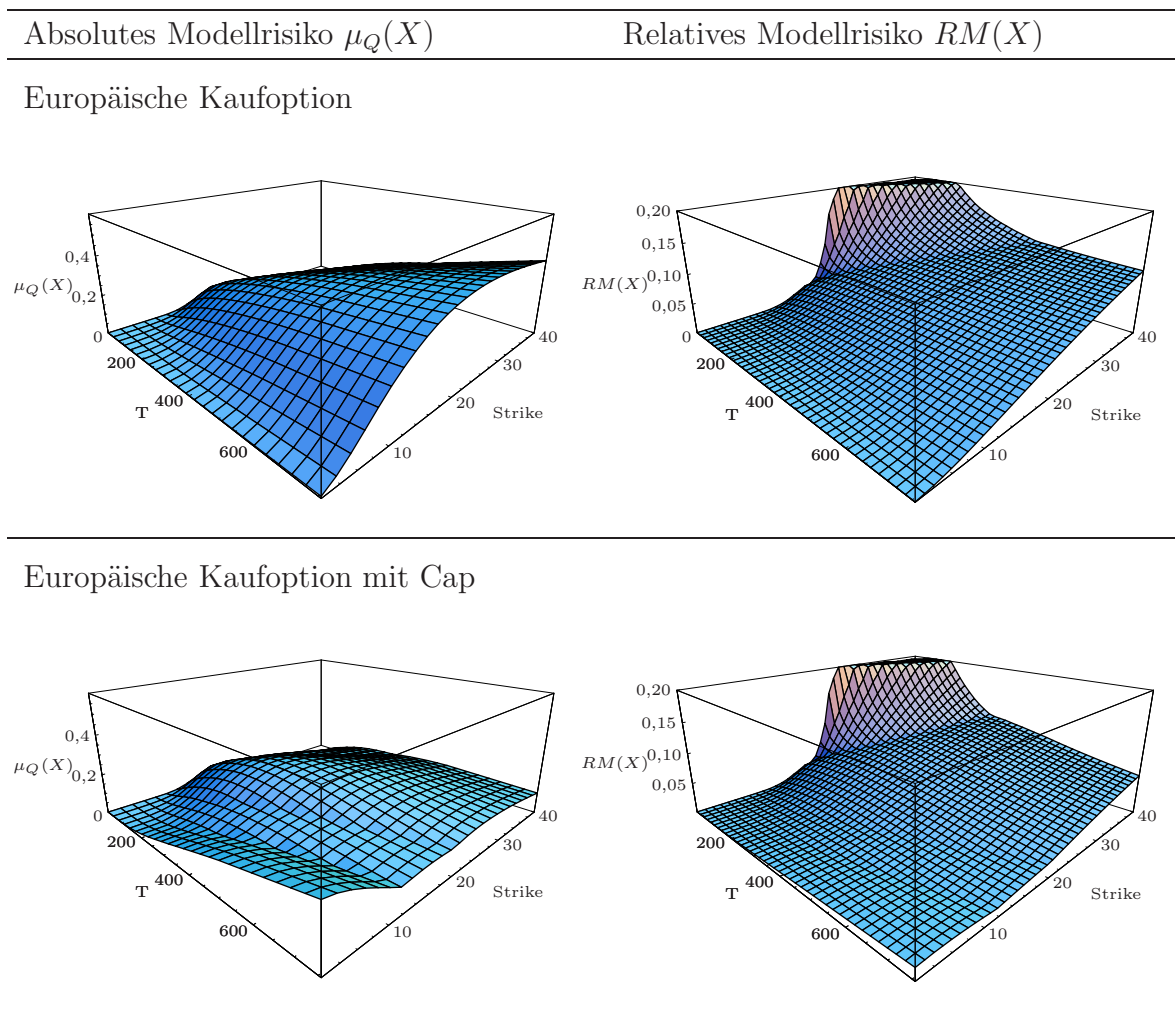 Absolutes Modellrisiko μ_Q(X) Relatives Modellrisiko RM(X)
Europäische Kaufoption
0,4
μ_Q(X)
0,2
0
200
T
400
600
10
20
Strike
30
40
0,20
0,15
0,10
RM(X)
0,05
0
200
T
400
600
10
20
Strike
30
40
Europäische Kaufoption mit Cap
0,4
μ_Q(X)
0,2
0
200
T
400
600
10
20
Strike
30
40
0,20
0,15
0,10
RM(X)
0,05
0
200
T
400
600
10
20
Strike
30
40